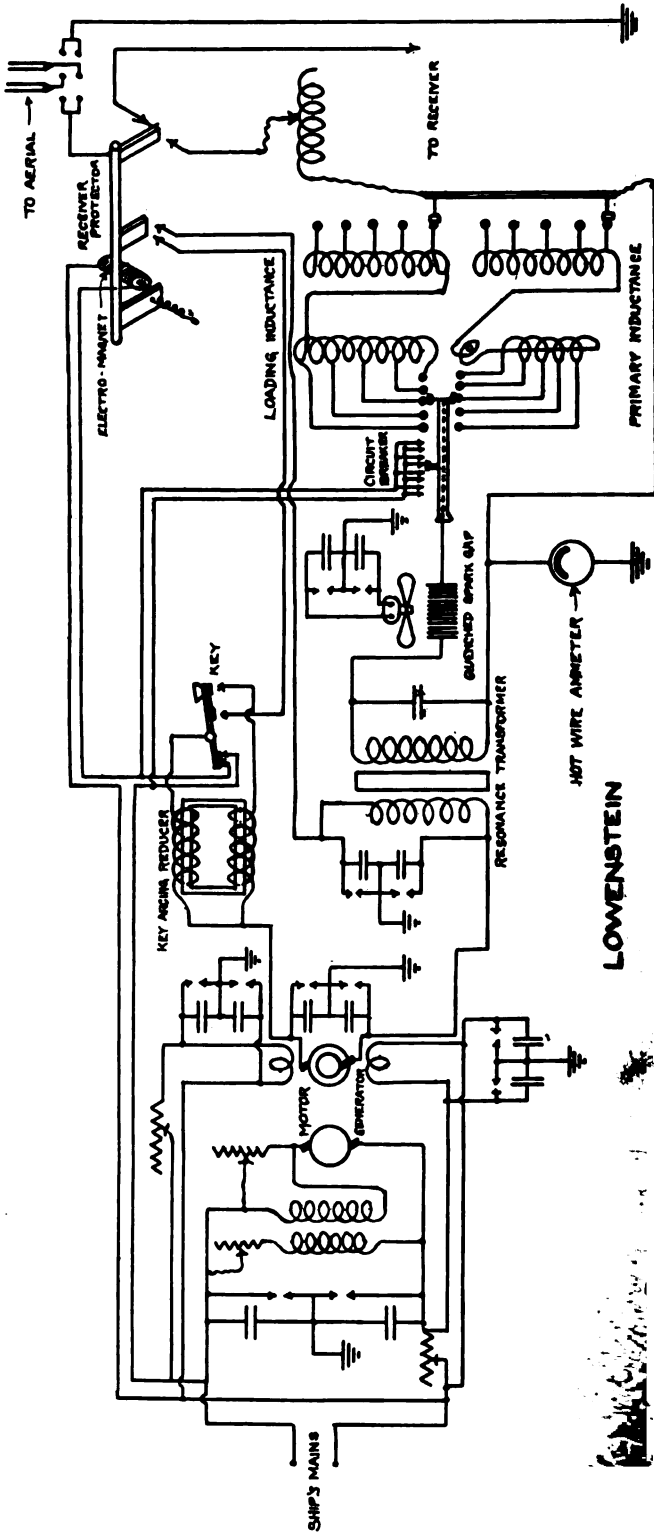 TO AERIAL
RECEIVER
PROTECTOR
ELECTRO-MAGNET
TO RECEIVER
LOADING INDUCTANCE
PRIMARY INDUCTANCE
CIRCUIT
BREAKER
QUENCHED SPARK GAP
KEY
KEY ARCING REDUCER
RESONANCE TRANSFORMER
HOT WIRE AMMETER
MOTOR
GENERATOR
SHIP'S MAINS
LOWENSTEIN